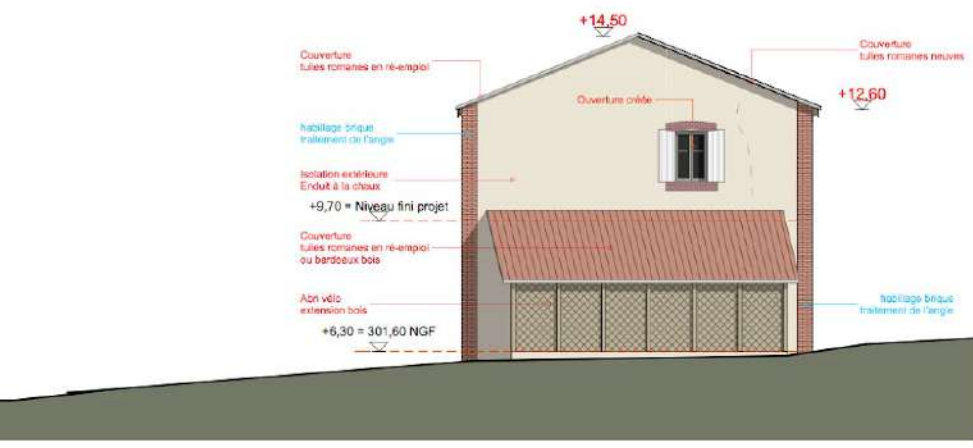 +14,50
Couverture
tuiles romanes en ré-emploi
Couverture
tuiles romanes neuves
+12,60
Ouverture créée
habillage brique
traitement de l'angle
Isolation extérieure
Enduit à la chaux
+9,70 = Niveau fini projet
Couverture
tuiles romanes en ré-emploi
ou bardeaux bois
Abri vélo
extension bois
habillage brique
traitement de l'angle
+6,30 = 301,60 NGF